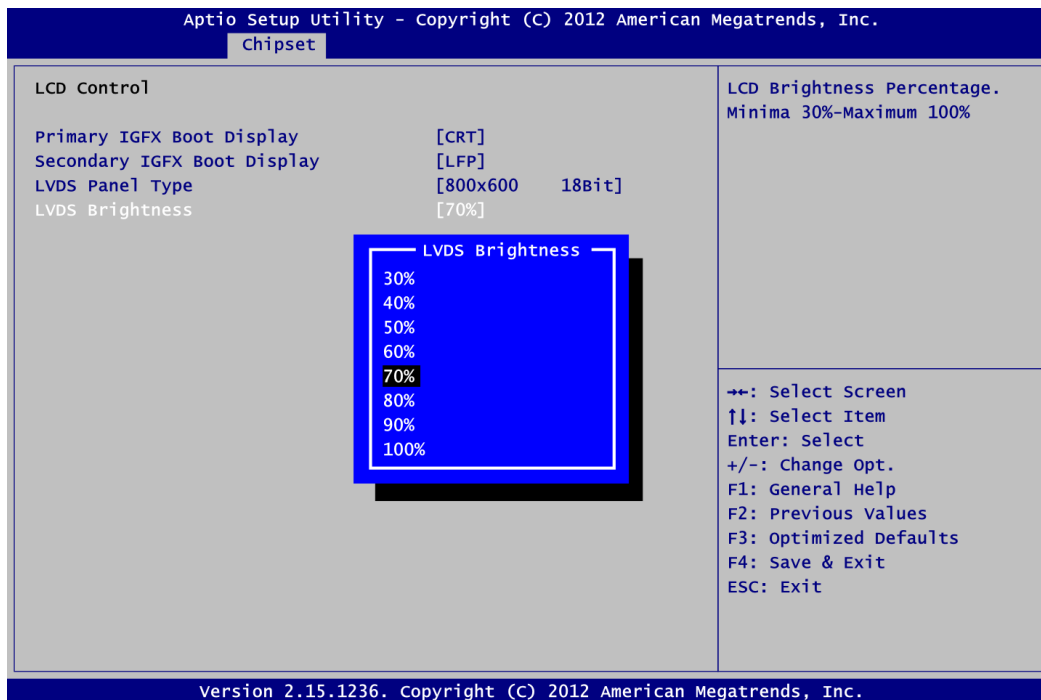 Aptio Setup Utility - Copyright (C) 2012 American Megatrends, Inc.
Chipset
LCD Control
Primary IGFX Boot Display [CRT]
Secondary IGFX Boot Display [LFP]
LVDS Panel Type [800x600 18Bit]
LVDS Brightness [70%]
LVDS Brightness
30%
40%
50%
60%
70%
80%
90%
100%
LCD Brightness Percentage.
Minima 30%-Maximum 100%
→←: Select Screen
↑↓: Select Item
Enter: Select
+/-: Change Opt.
F1: General Help
F2: Previous Values
F3: Optimized Defaults
F4: Save & Exit
ESC: Exit
Version 2.15.1236. Copyright (C) 2012 American Megatrends, Inc.